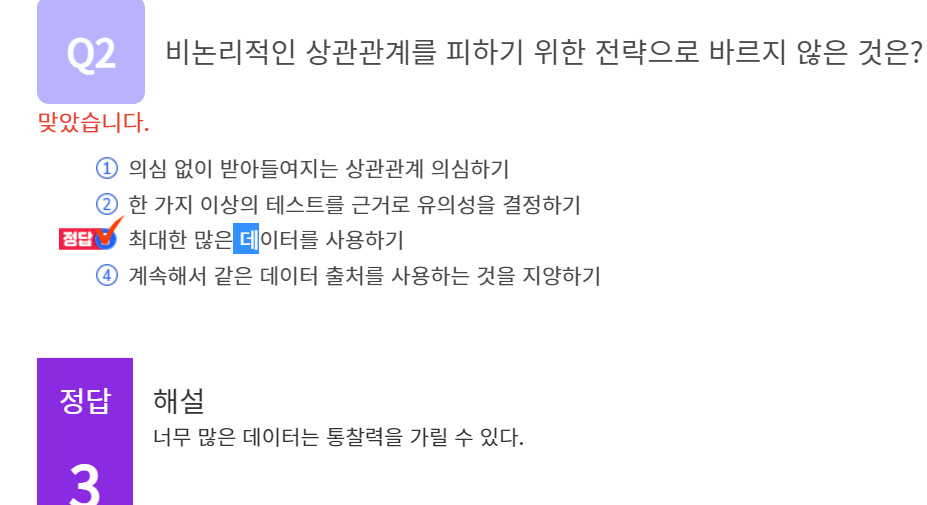 Q2 비논리적인 상관관계를 피하기 위한 전략으로 바르지 않은 것은?
맞았습니다.
① 의심 없이 받아들여지는 상관관계 의심하기
② 한 가지 이상의 테스트를 근거로 유의성을 결정하기
정답 최대한 많은 데이터를 사용하기
④ 계속해서 같은 데이터 출처를 사용하는 것을 지양하기
정답 해설
너무 많은 데이터는 통찰력을 가릴 수 있다.
3